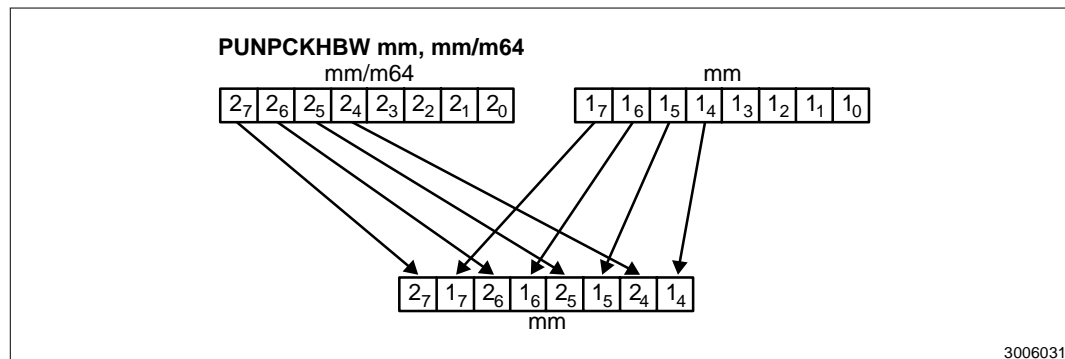 PUNPCKHBW mm, mm/m64
mm/m64 mm
2₇ 2₆ 2₅ 2₄ 2₃ 2₂ 2₁ 2₀ 1₇ 1₆ 1₅ 1₄ 1₃ 1₂ 1₁ 1₀
2₇ 1₇ 2₆ 1₆ 2₅ 1₅ 2₄ 1₄
mm
3006031